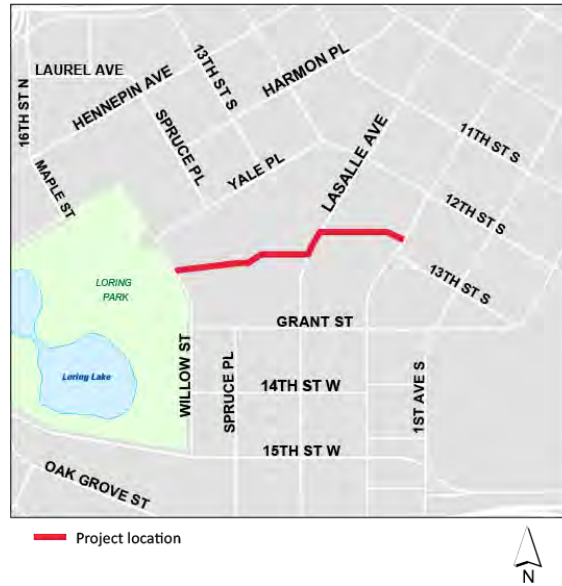 16TH ST N
LAUREL AVE
HENNEPIN AVE
13TH ST S
HARMON PL
SPRUCE PL
MAPLE ST
YALE PL
LASALLE AVE
11TH ST S
12TH ST S
13TH ST S
LORING
PARK
Loring Lake
WILLOW ST
GRANT ST
SPRUCE PL
14TH ST W
1ST AVE S
15TH ST W
OAK GROVE ST
Project location
N